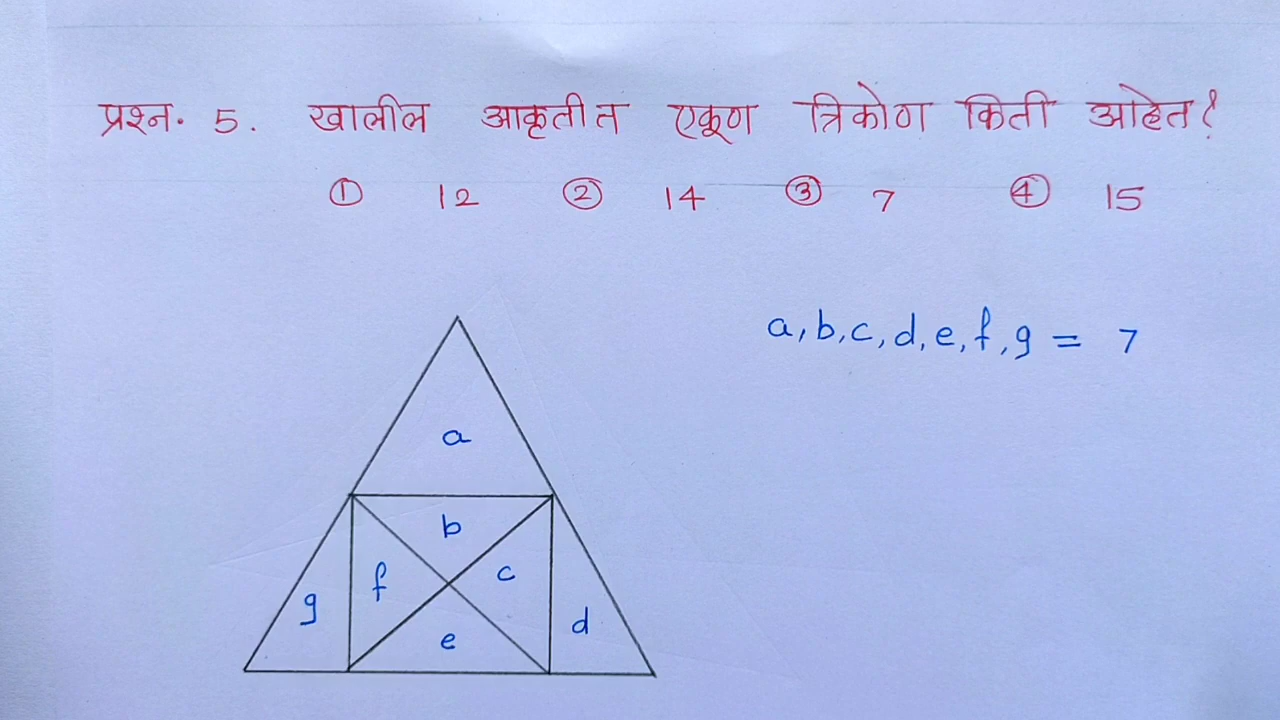 प्रश्न. 5. खालील आकृतीत एकूण त्रिकोण किती आहेत?
① 12 ② 14 ③ 7 ④ 15
a, b, c, d, e, f, g = 7
a
b
f c
g e d